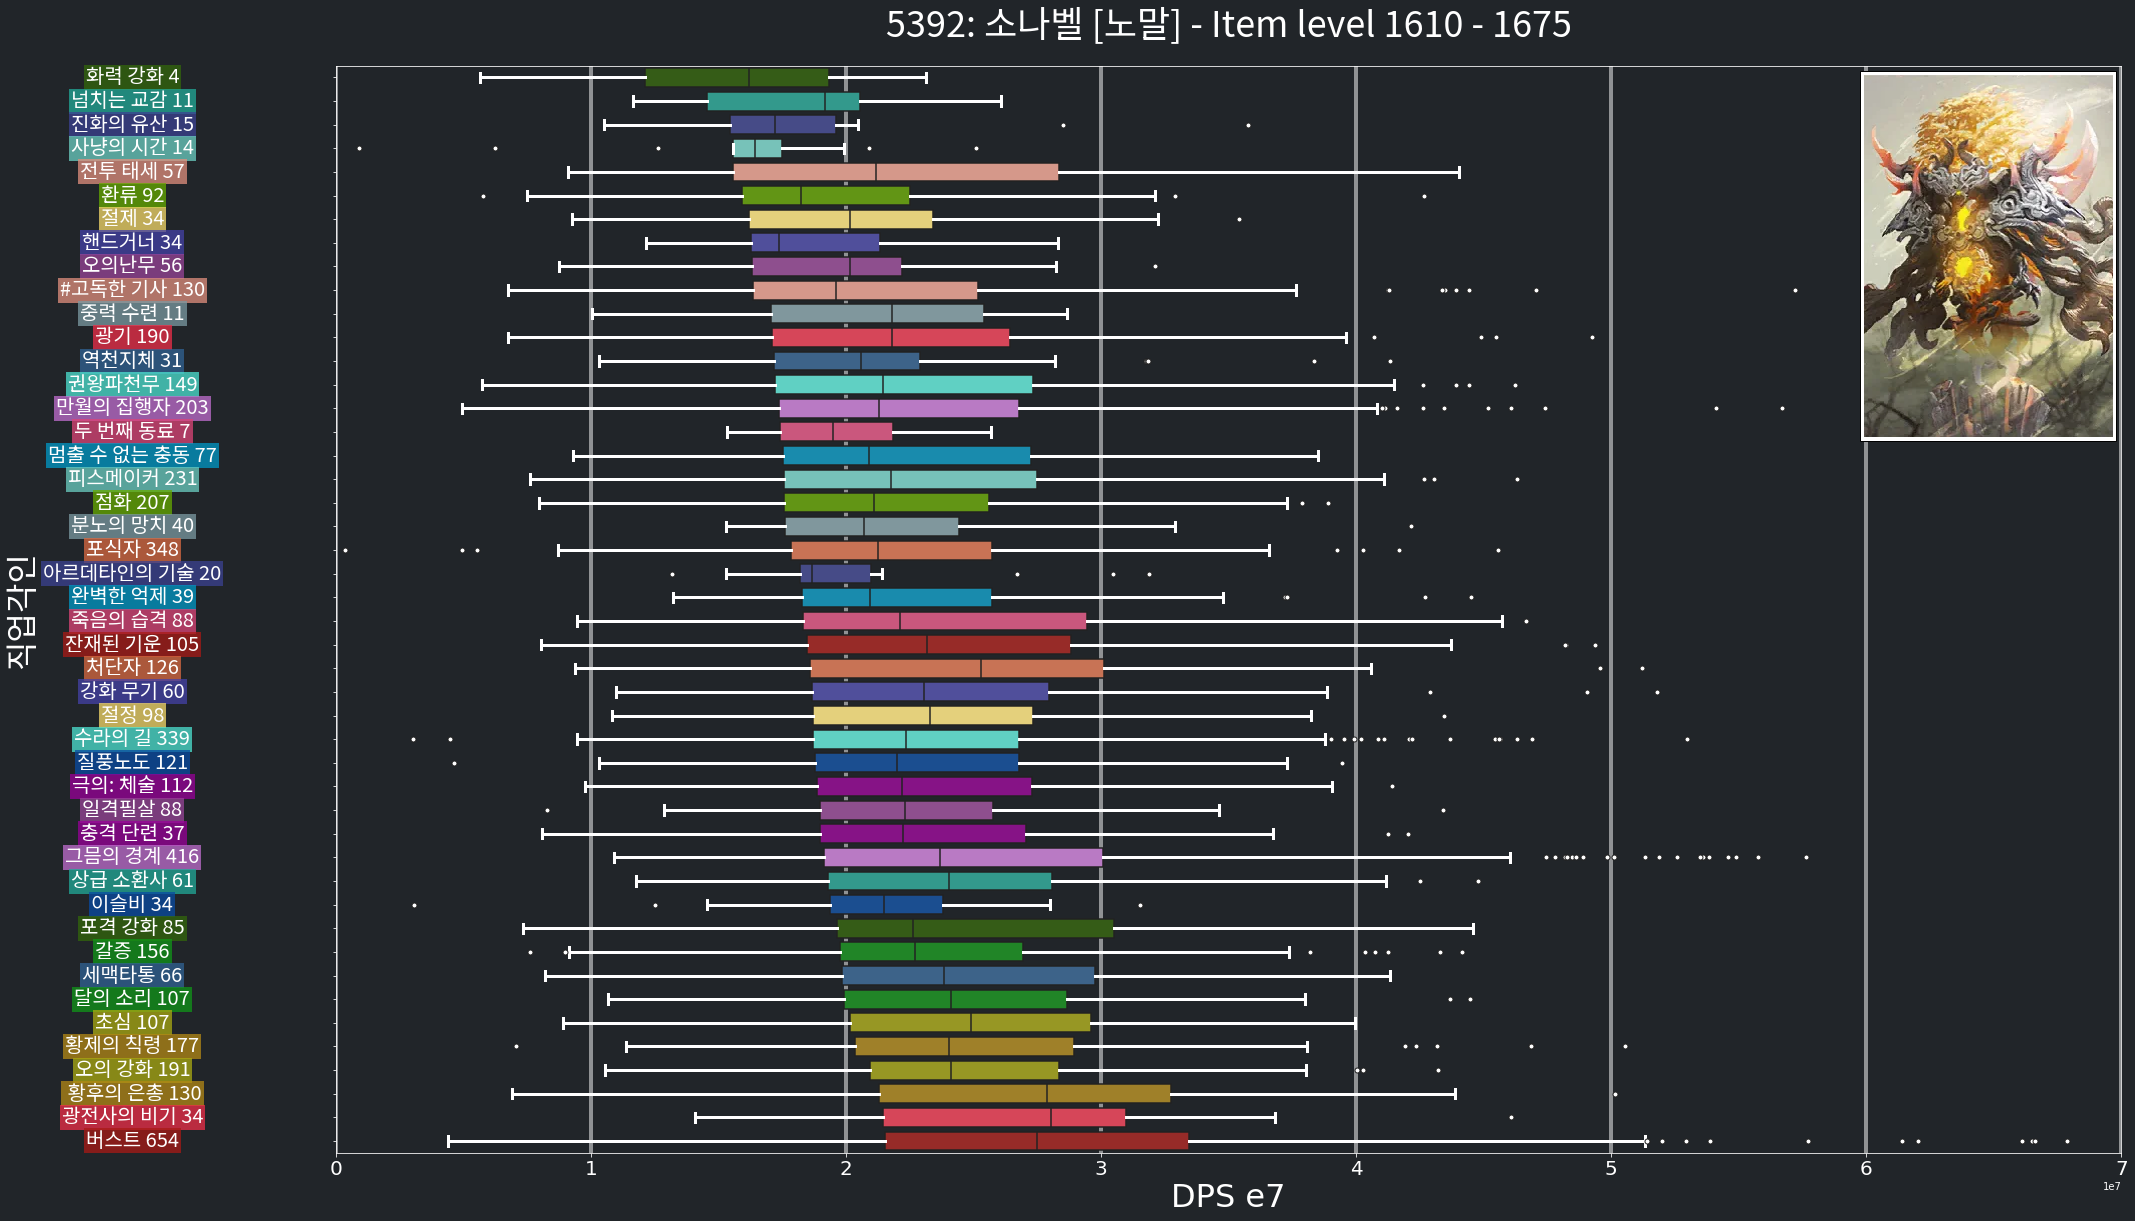 5392: 소나벨 [노말] - Item level 1610 - 1675
화력 강화 4
넘치는 교감 11
진화의 유산 15
사냥의 시간 14
전투 태세 57
환류 92
절제 34
핸드거너 34
오의난무 56
#고독한 기사 130
중력 수련 11
광기 190
역천지체 31
권왕파천무 149
만월의 집행자 203
두 번째 동료 7
멈출 수 없는 충동 77
피스메이커 231
점화 207
분노의 망치 40
포식자 348
아르데타인의 기술 20
완벽한 억제 39
죽음의 습격 88
잔재된 기운 105
처단자 126
강화 무기 60
절정 98
수라의 길 339
질풍노도 121
극의: 체술 112
일격필살 88
충격 단련 37
그믐의 경계 416
상급 소환사 61
이슬비 34
포격 강화 85
갈증 156
세맥타통 66
달의 소리 107
초심 107
황제의 칙령 177
오의 강화 191
황후의 은총 130
광전사의 비기 34
버스트 654
직업각인
0 1 2 3 4 5 6 7
DPS e7
1e7